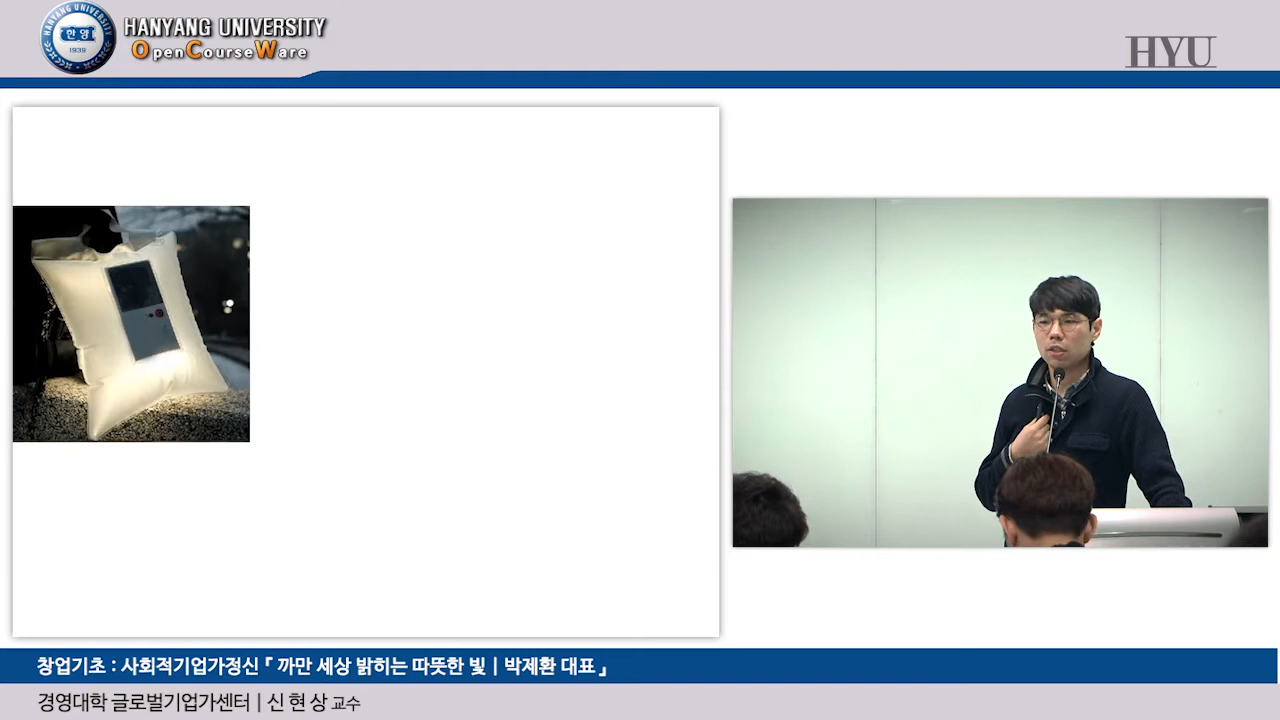 HANYANG UNIVERSITY
한양
1939
HANYANG UNIVERSITY
OpenCourseWare
HYU
창업기초 : 사회적기업가정신『 까만 세상 밝히는 따뜻한 빛 | 박제환 대표 』
경영대학 글로벌기업가센터 | 신 현 상 교수